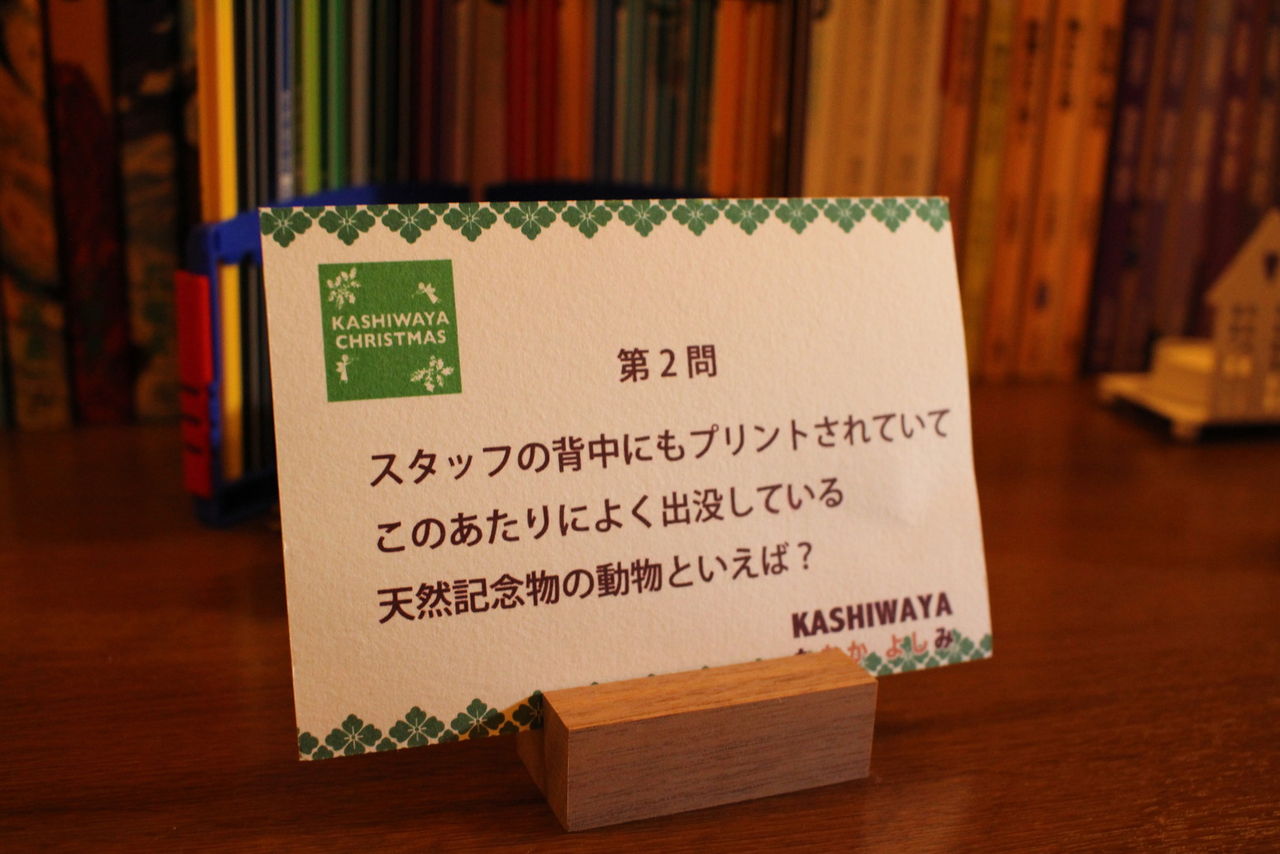 KASHIWAYA
CHRISTMAS
第2問
スタッフの背中にもプリントされていて
このあたりによく出没している
天然記念物の動物といえば?
KASHIWAYA
か よしみ